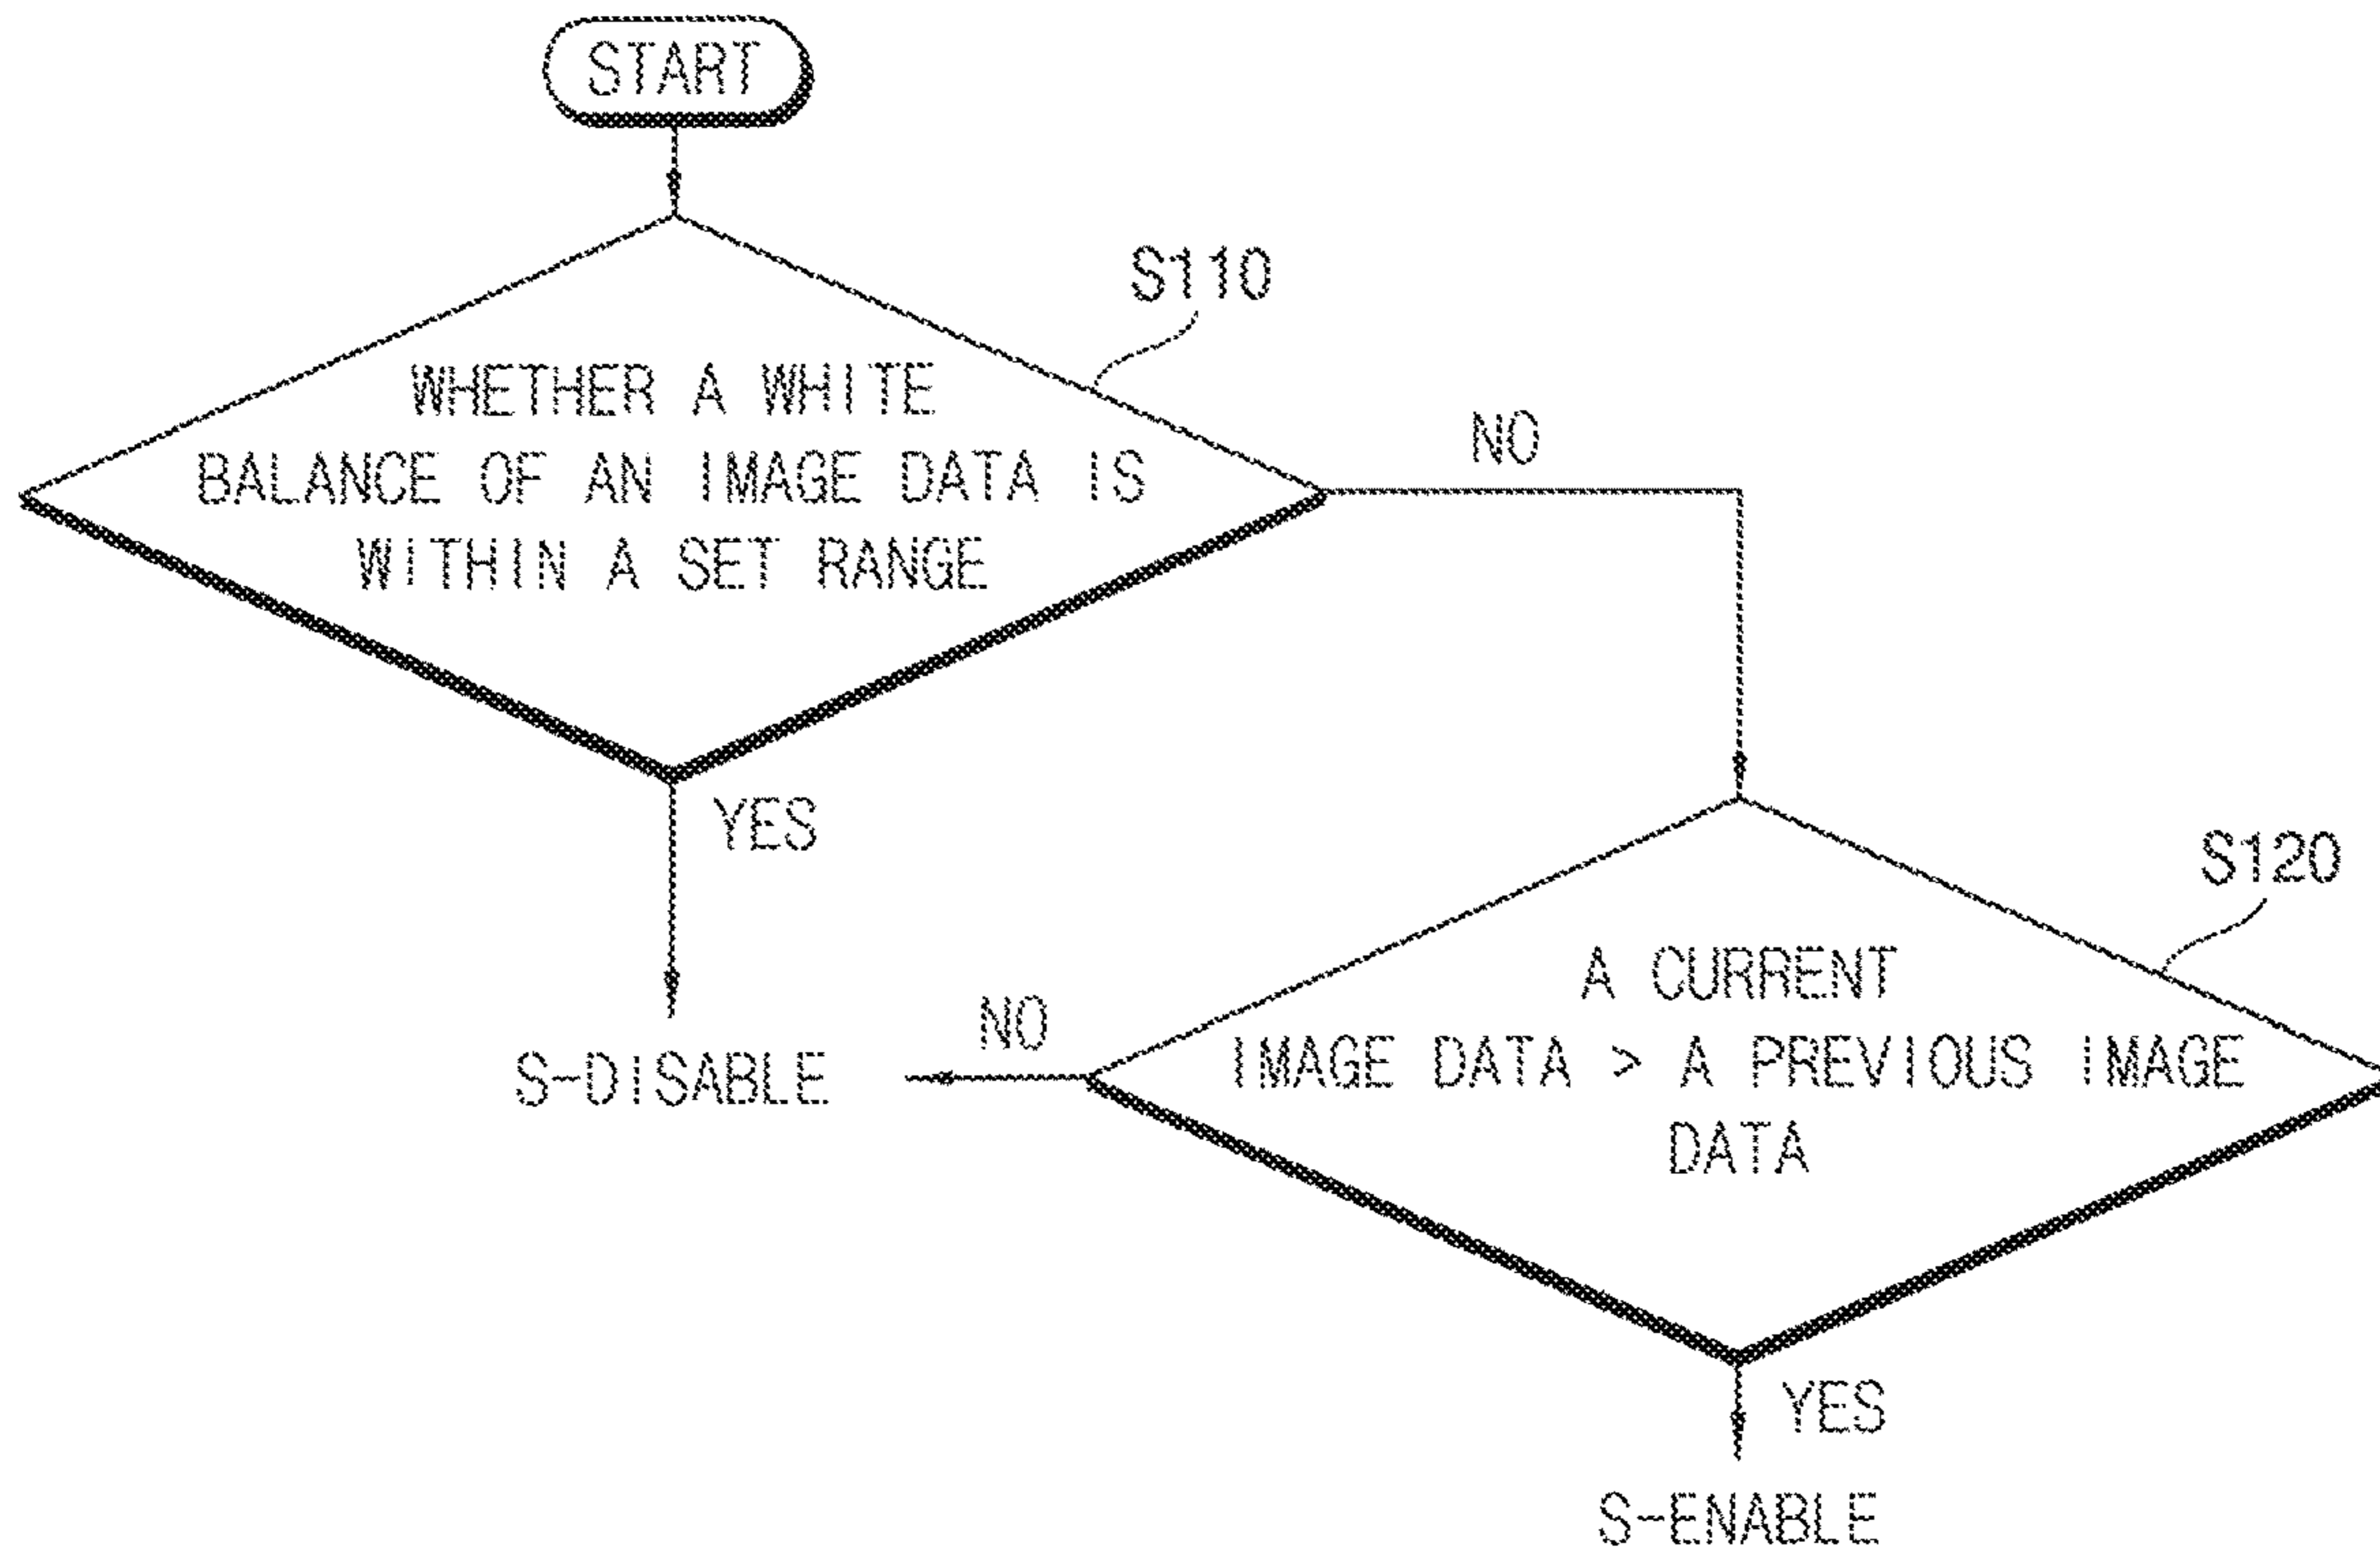 START
S110
WHETHER A WHITE
BALANCE OF AN IMAGE DATA IS
WITHIN A SET RANGE
NO
YES
S120
A CURRENT
IMAGE DATA > A PREVIOUS IMAGE
DATA
NO
S-DISABLE
YES
S-ENABLE